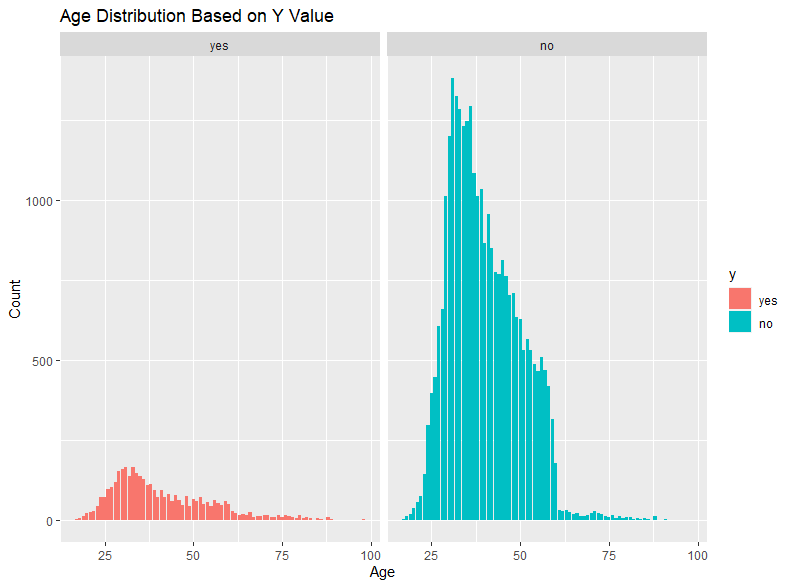 Age Distribution Based on Y Value
yes
no
1000
500
0
Count
25
50
75
100
25
50
75
100
Age
y
yes
no